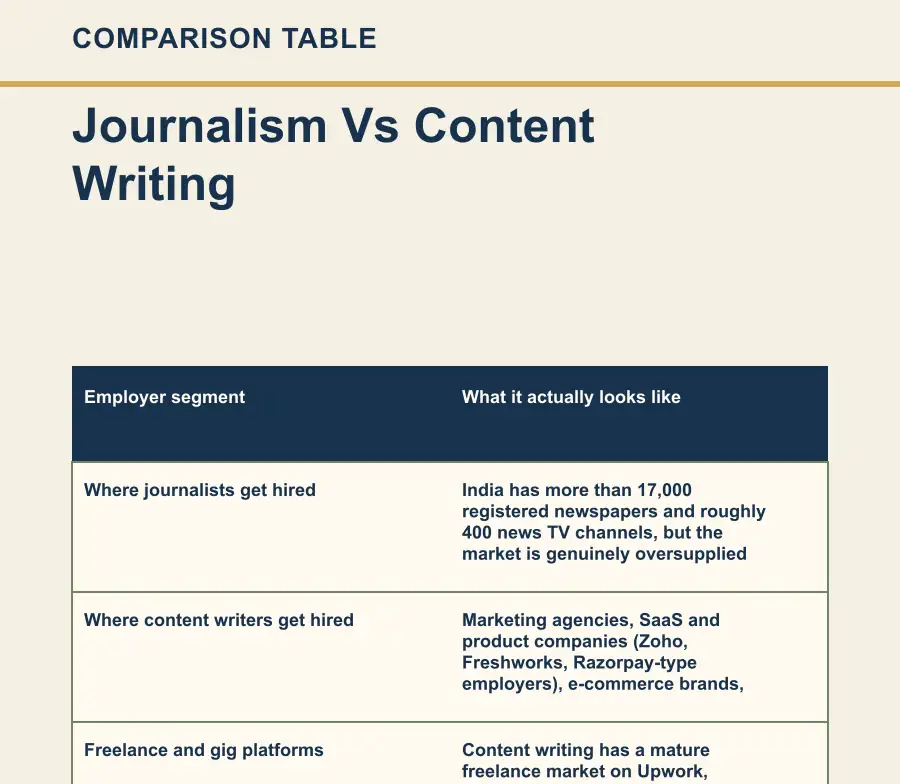 COMPARISON TABLE
Journalism Vs Content
Writing
Employer segment
What it actually looks like
Where journalists get hired
India has more than 17,000
registered newspapers and roughly
400 news TV channels, but the
market is genuinely oversupplied
Where content writers get hired
Marketing agencies, SaaS and
product companies (Zoho,
Freshworks, Razorpay-type
employers), e-commerce brands,
Freelance and gig platforms
Content writing has a mature
freelance market on Upwork,